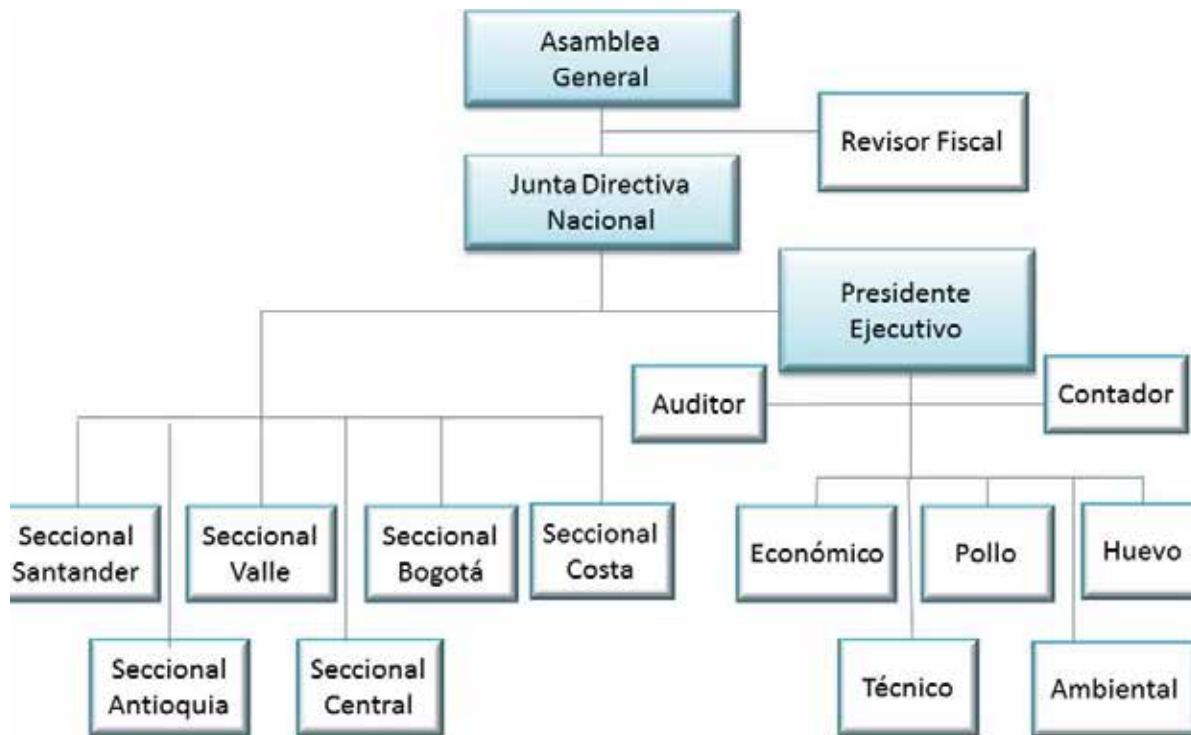 Asamblea
General
Revisor Fiscal
Junta Directiva
Nacional
Presidente
Ejecutivo
Auditor
Contador
Seccional
Santander
Seccional
Valle
Seccional
Bogotá
Seccional
Costa
Económico
Pollo
Huevo
Seccional
Antioquia
Seccional
Central
Técnico
Ambiental